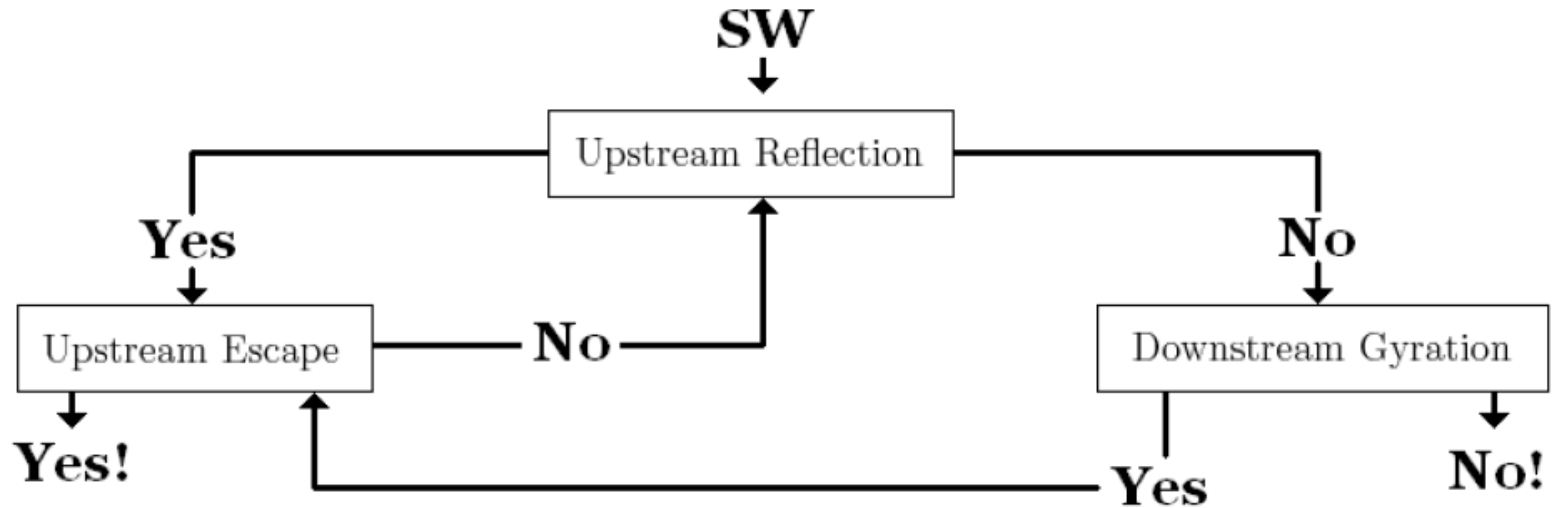 SW
Upstream Reflection
Yes
No
Upstream Escape
No
Downstream Gyration
Yes!
Yes
No!